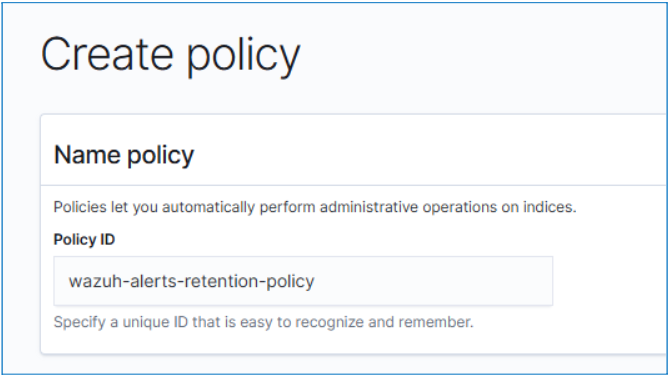 Create policy
Name policy
Policies let you automatically perform administrative operations on indices.
Policy ID
wazuh-alerts-retention-policy
Specify a unique ID that is easy to recognize and remember.